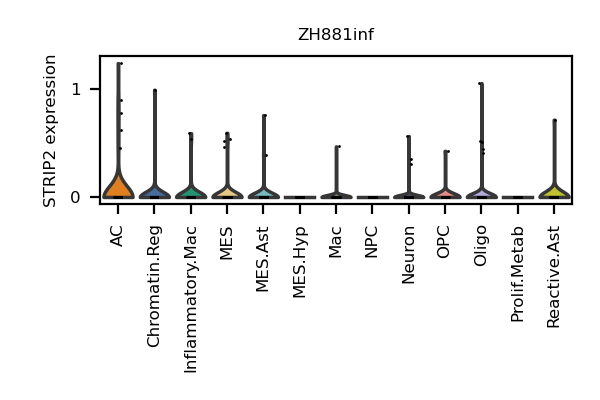 ZH881inf
STRIP2 expression
1
0
AC
Chromatin.Reg
Inflammatory.Mac
MES
MES.Ast
MES.Hyp
Mac
NPC
Neuron
OPC
Oligo
Prolif.Metab
Reactive.Ast